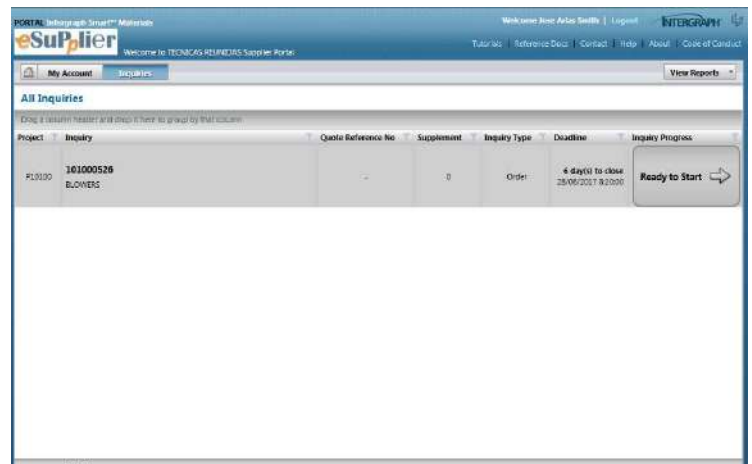 PORTAL Intergraph Smart™ Materials
Welcome Jose Arias Smith | Logout
INTERGRAPH
eSuPplier
Welcome to TECNICAS REUNIDAS Supplier Portal
Tutorials | Reference Docs | Contact | Help | About | Code of Conduct
My Account
Inquiries
View Reports
All Inquiries
Drag a column header and drop it here to group by that column
Project
Inquiry
Quote Reference No
Supplement
Inquiry Type
Deadline
Inquiry Progress
101000526
BLOWERS
-
0
Order
6 day(s) to close
28/06/2017 8:20:00
Ready to Start